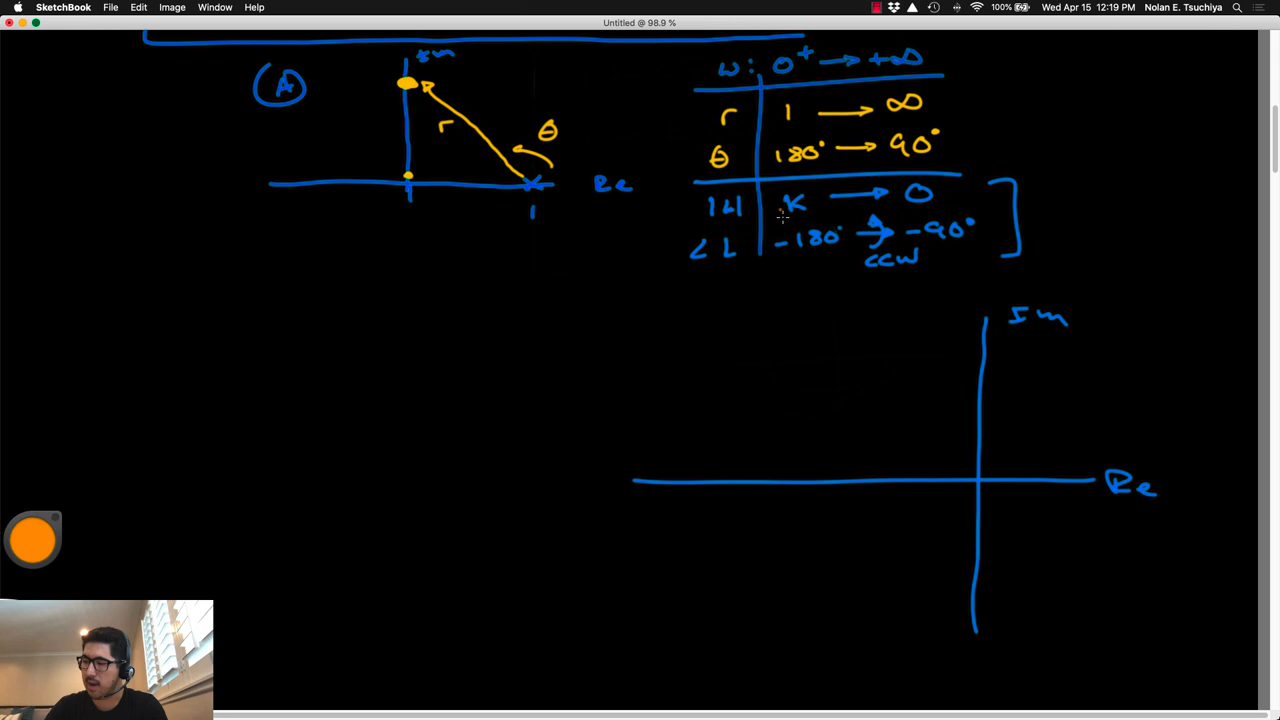 SketchBook File Edit Image Window Help 100% Wed Apr 15 12:19 PM Nolan E. Tsuchiya
Untitled @ 98.9 %
A
Im
r
θ
Re
1
ω: 0⁺ → +∞
r 1 → ∞
θ 180° → 90°
|L| K → 0
∠L -180° → -90°
CCW
Im
Re